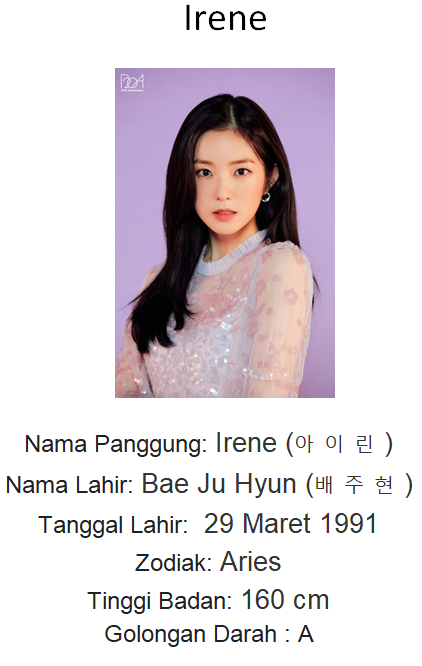 Irene
Nama Panggung: Irene (아 이 린 )
Nama Lahir: Bae Ju Hyun (배 주 현 )
Tanggal Lahir:  29 Maret 1991
Zodiak: Aries
Tinggi Badan: 160 cm
Golongan Darah : A